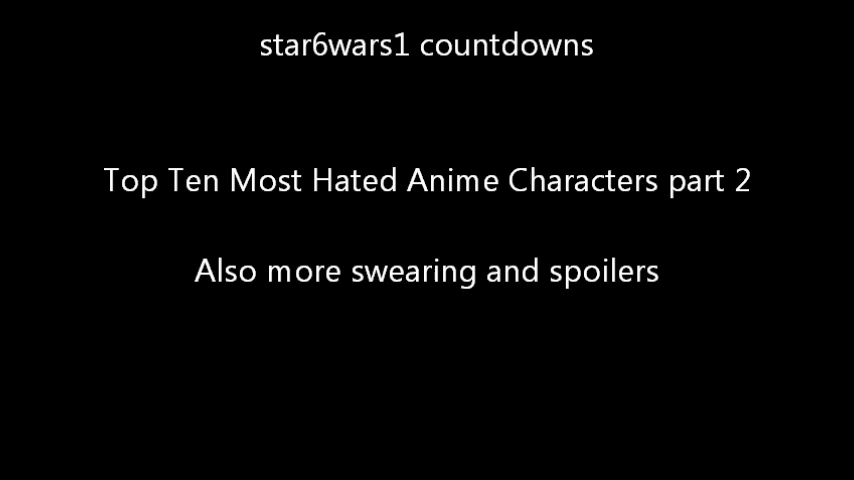 star6wars1 countdowns
Top Ten Most Hated Anime Characters part 2
Also more swearing and spoilers